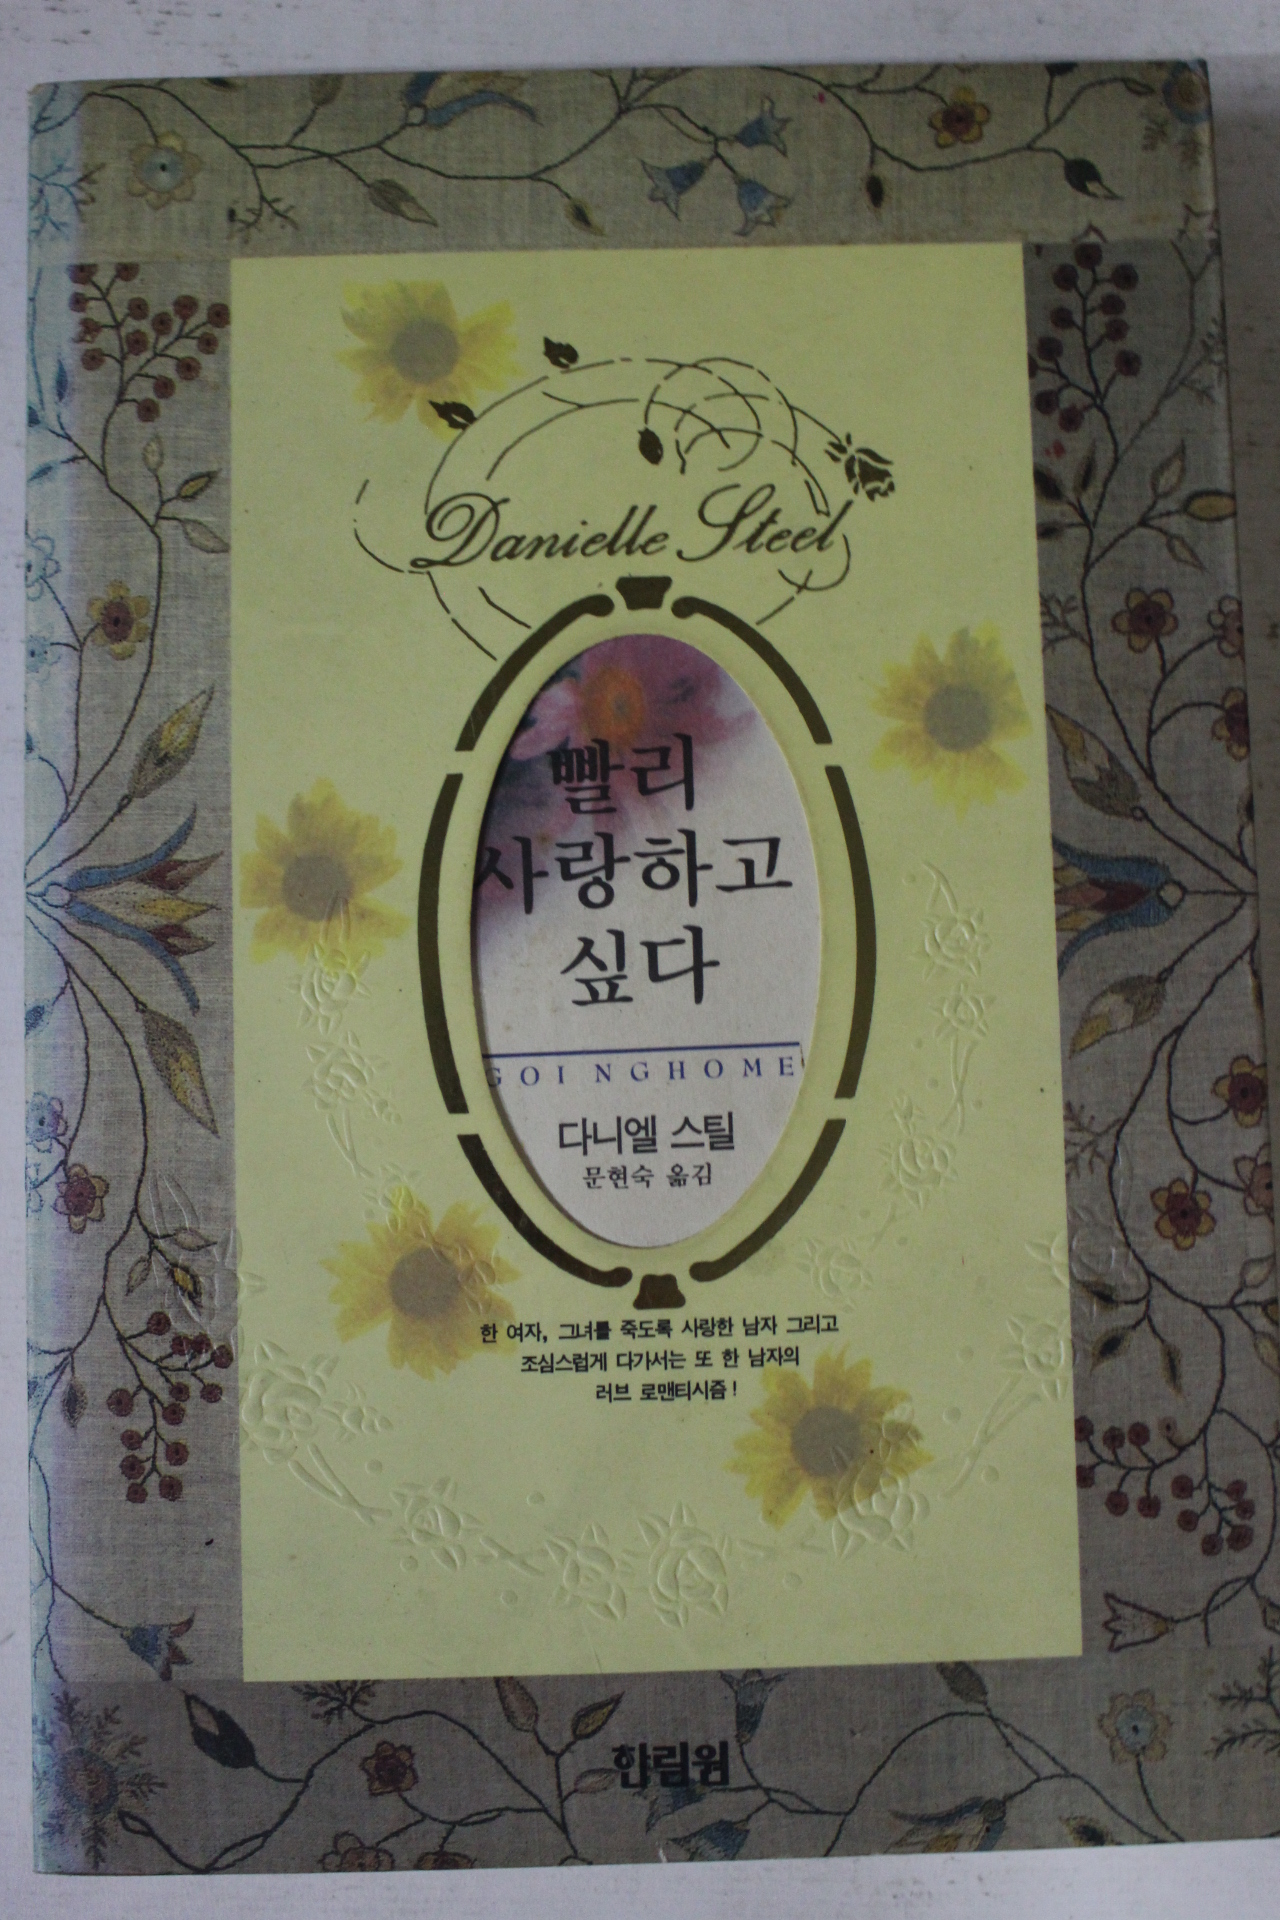 Danielle Steel
빨리
사랑하고
싶다
GOING HOME
다니엘 스틸
문현숙 옮김
한 여자, 그녀를 죽도록 사랑한 남자 그리고
조심스럽게 다가서는 또 한 남자의
러브 로맨티시즘!
한림원